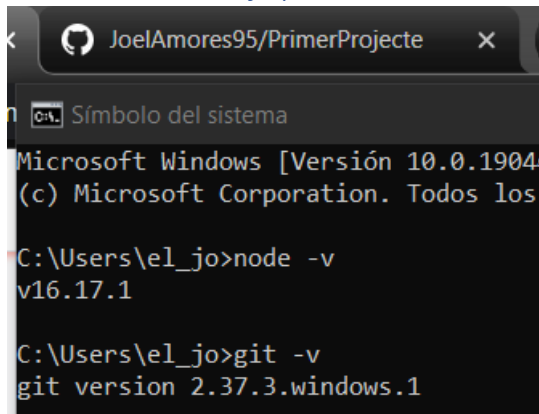 JoelAmores95/PrimerProjecte
Símbolo del sistema
Microsoft Windows [Versión 10.0.1904
(c) Microsoft Corporation. Todos los
C:\Users\el_jo>node -v
v16.17.1
C:\Users\el_jo>git -v
git version 2.37.3.windows.1